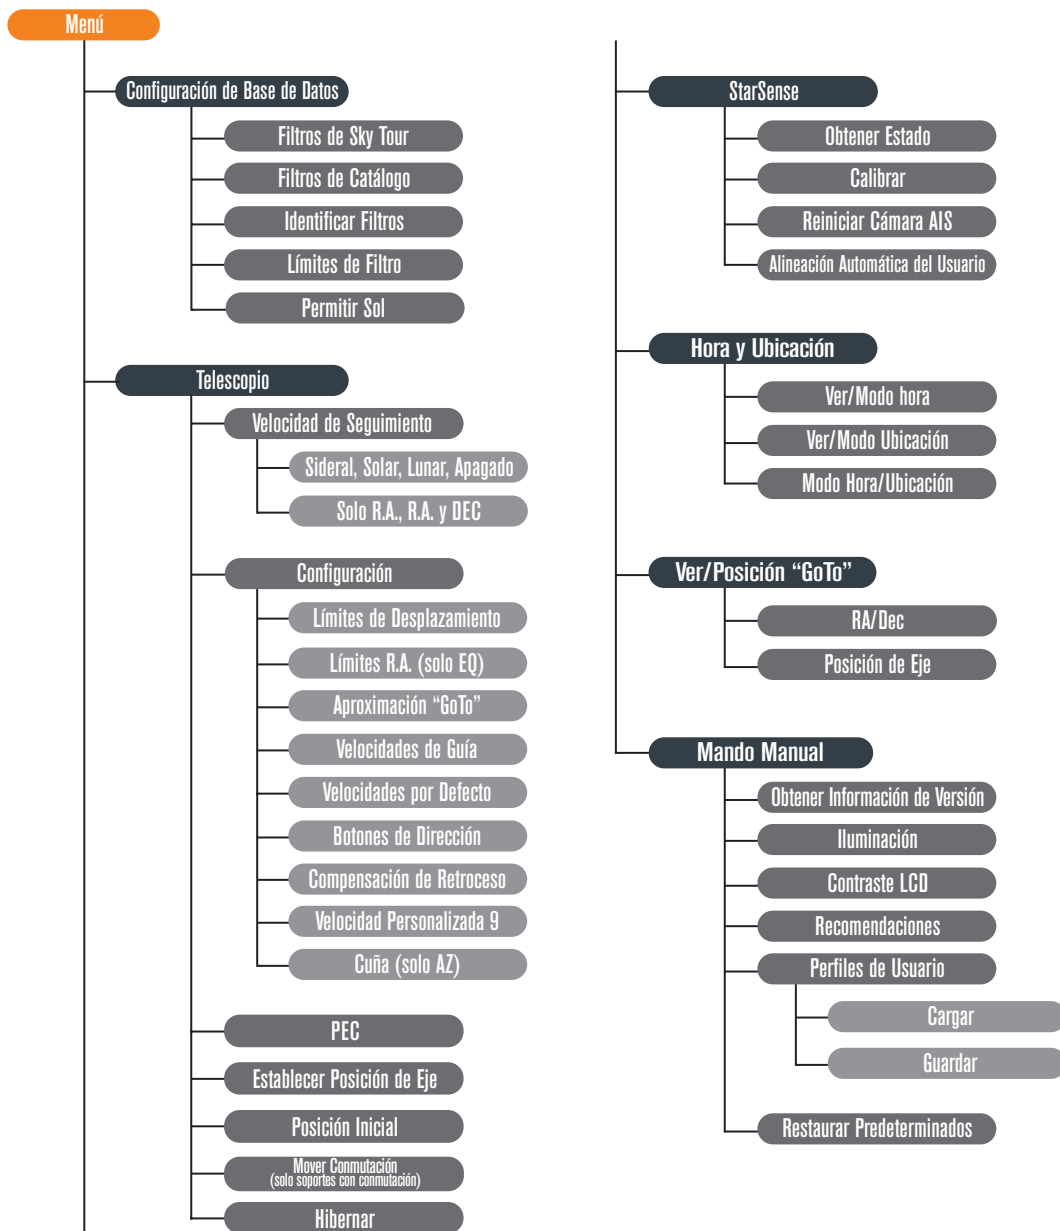 Menú
Configuración de Base de Datos
Filtros de Sky Tour
Filtros de Catálogo
Identificar Filtros
Límites de Filtro
Permitir Sol
Telescopio
Velocidad de Seguimiento
Sideral, Solar, Lunar, Apagado
Solo R.A., R.A. y DEC
Configuración
Límites de Desplazamiento
Límites R.A. (solo EQ)
Aproximación “GoTo”
Velocidades de Guía
Velocidades por Defecto
Botones de Dirección
Compensación de Retroceso
Velocidad Personalizada 9
Cuña (solo AZ)
PEC
Establecer Posición de Eje
Posición Inicial
Mover Conmutación
(solo soportes con conmutación)
Hibernar
StarSense
Obtener Estado
Calibrar
Reiniciar Cámara AIS
Alineación Automática del Usuario
Hora y Ubicación
Ver/Modo hora
Ver/Modo Ubicación
Modo Hora/Ubicación
Ver/Posición “GoTo”
RA/Dec
Posición de Eje
Mando Manual
Obtener Información de Versión
Iluminación
Contraste LCD
Recomendaciones
Perfiles de Usuario
Cargar
Guardar
Restaurar Predeterminados